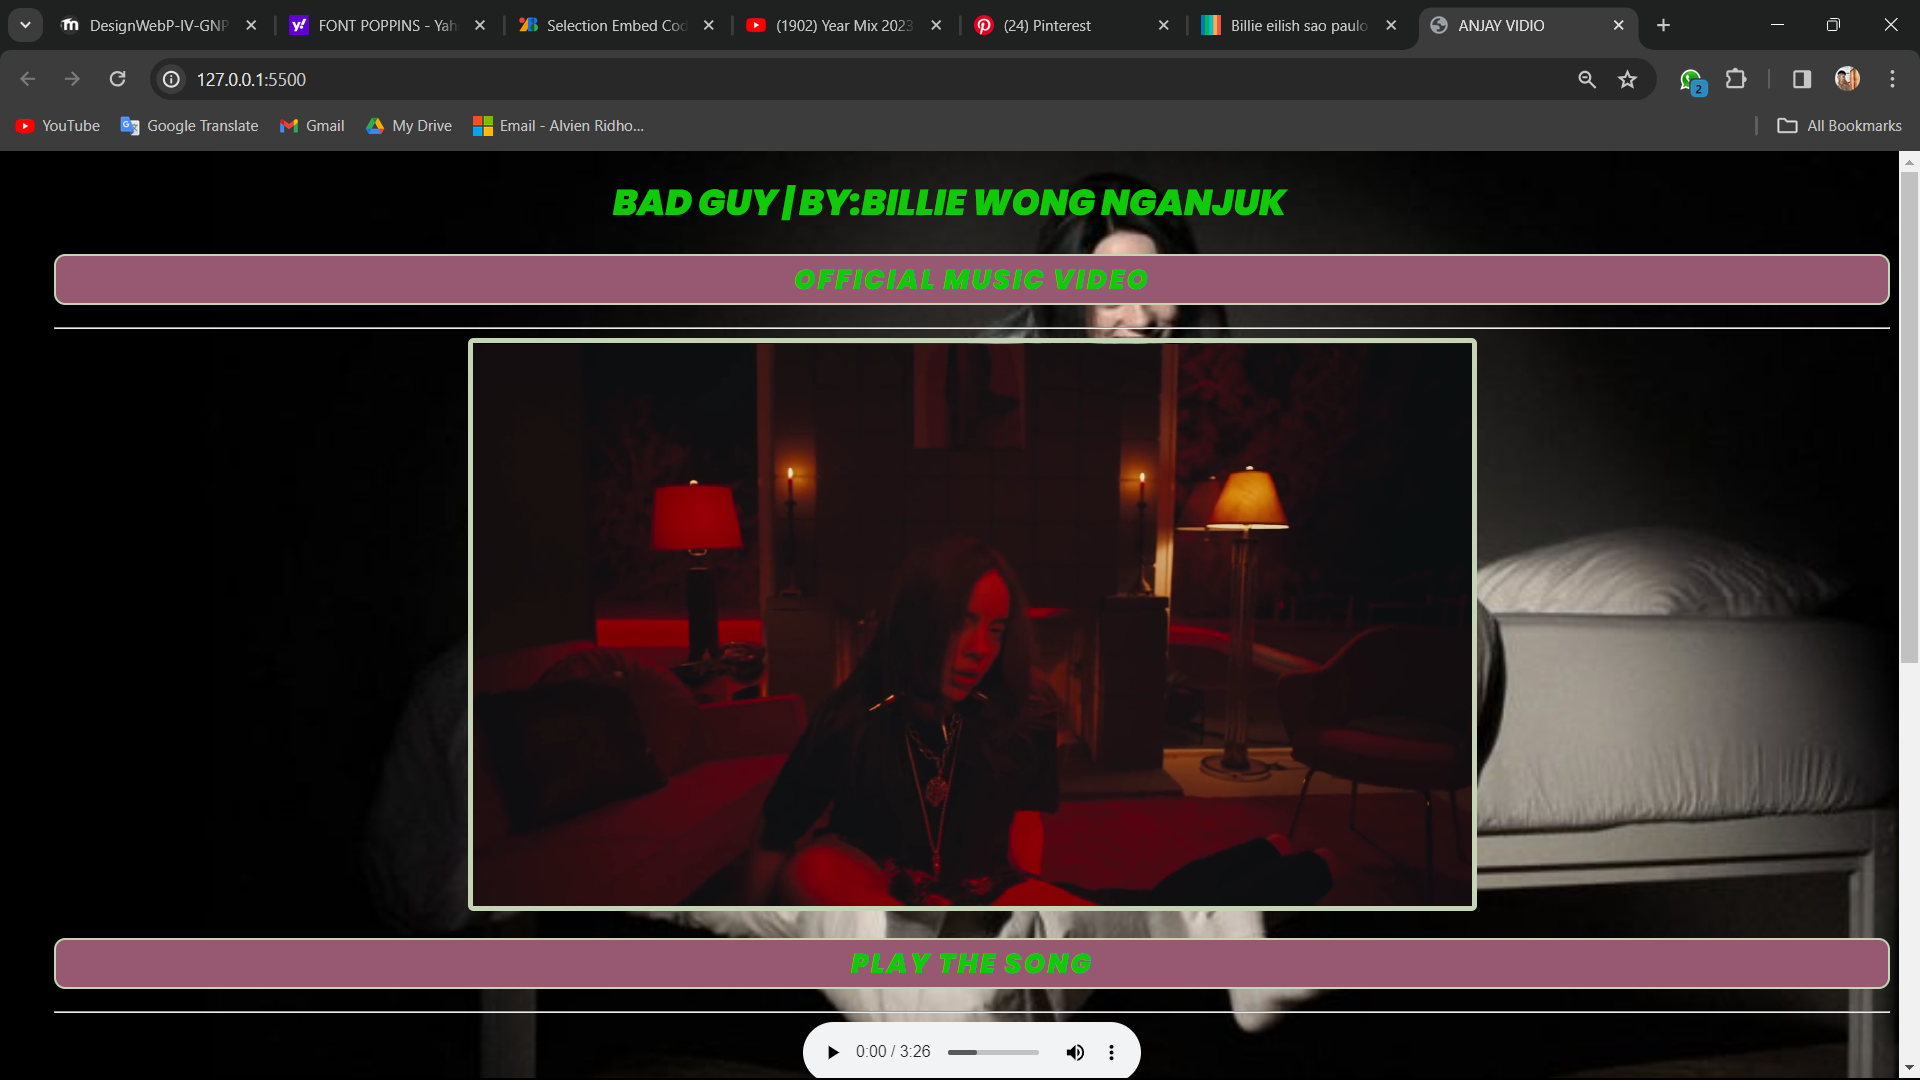 DesignWebP-IV-GNP
FONT POPPINS - Yah
Selection Embed Cod
(1902) Year Mix 2023
(24) Pinterest
Billie eilish sao paulo
ANJAY VIDIO
127.0.0.1:5500
2
YouTube
Google Translate
Gmail
My Drive
Email - Alvien Ridho...
All Bookmarks
BAD GUY | BY:BILLIE WONG NGANJUK
OFFICIAL MUSIC VIDEO
PLAY THE SONG
0:00 / 3:26